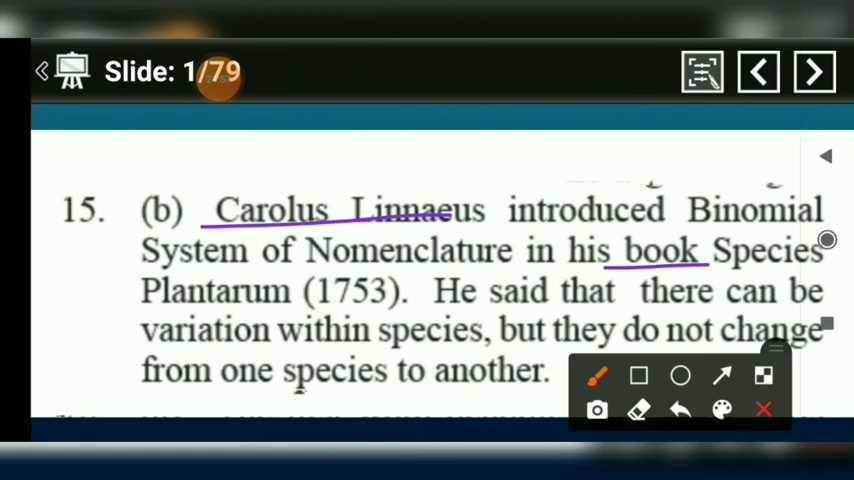 Slide: 1/79
15. (b) Carolus Linnaeus introduced Binomial
System of Nomenclature in his book Species
Plantarum (1753). He said that there can be
variation within species, but they do not change
from one species to another.